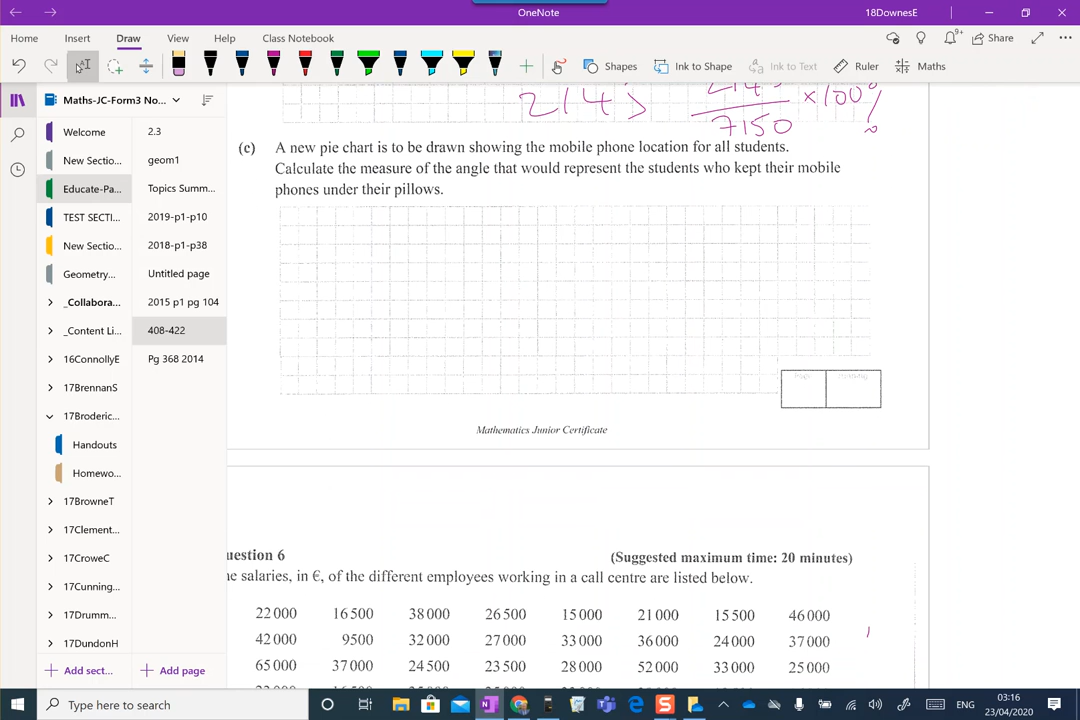 OneNote
18DownesE
Home
Insert
Draw
View
Help
Class Notebook
9+
Share
Shapes
Ink to Shape
Ink to Text
Ruler
Maths
Maths-JC-Form3 No...
Welcome
New Sectio...
Educate-Pa...
TEST SECTI...
New Sectio...
Geometry...
_Collabora...
_Content Li...
16ConnollyE
17BrennanS
17Broderic...
Handouts
Homewo...
17BrowneT
17Clement...
17CroweC
17Cunning...
17Drumm...
17DundonH
Add sect...
2.3
geom1
Topics Summ...
2019-p1-p10
2018-p1-p38
Untitled page
2015 p1 pg 104
408-422
Pg 368 2014
Add page
2145
7150
× 100%
(c) A new pie chart is to be drawn showing the mobile phone location for all students.
Calculate the measure of the angle that would represent the students who kept their mobile
phones under their pillows.
Mathematics Junior Certificate
uestion 6 (Suggested maximum time: 20 minutes)
ne salaries, in €, of the different employees working in a call centre are listed below.
22 000 16 500 38 000 26 500 15 000 21 000 15 500 46 000
42 000 9500 32 000 27 000 33 000 36 000 24 000 37 000
65 000 37 000 24 500 23 500 28 000 52 000 33 000 25 000
Type here to search
ENG
03:16
23/04/2020